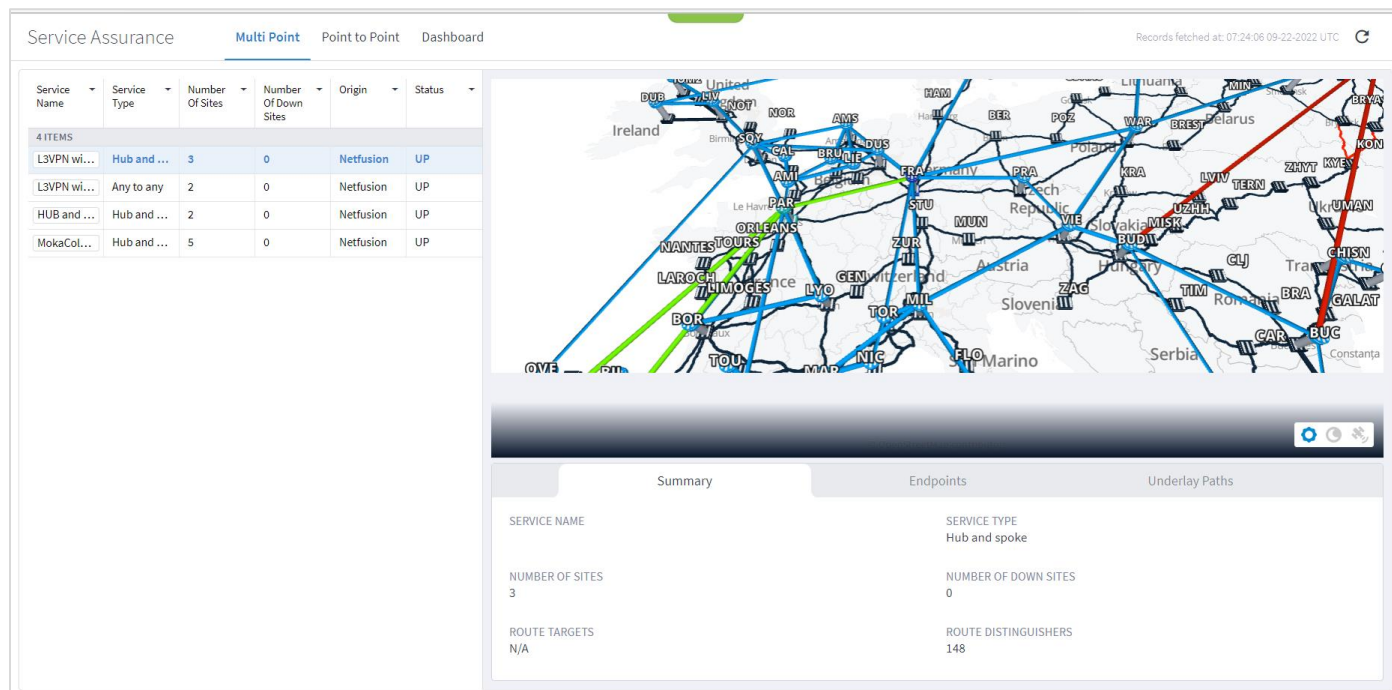 Service Assurance Multi Point Point to Point Dashboard Records fetched at: 07:24:06 09-22-2022 UTC
Service Name Service Type Number Of Sites Number Of Down Sites Origin Status
4 ITEMS
L3VPN wi... Hub and ... 3 0 Netfusion UP
L3VPN wi... Any to any 2 0 Netfusion UP
HUB and ... Hub and ... 2 0 Netfusion UP
MokaCol... Hub and ... 5 0 Netfusion UP
United
Lithuania
DUB
LIV
NOT
HAM
MIN
BRYA
NOR
AMS
BER
POZ
WAR
BREST
Belarus
Ireland
SQY
CAL
BRU
LIE
DUS
Poland
KON
AMI
Belgium
FRA
Germany
PRA
Czech
Republic
KRA
LVIV
TERN
ZHYT
KYE
Le Havre
PAR
STU
MUN
VIE
Slovakia
MISK
UZHH
UMAN
ORLEANS
NANTES
TOURS
ZUR
BUD
CHISN
LAROCH
LIMOGES
GEN
Austria
Hungary
CLJ
LYO
MIL
Slovenia
ZAG
TIM
Romania
BRA
GALAT
BOR
TOR
CAR
BUC
TOU
NIC
FLO
Marino
Serbia
Constanța
OVE
MAR
Summary Endpoints Underlay Paths
SERVICE NAME SERVICE TYPE
Hub and spoke
NUMBER OF SITES NUMBER OF DOWN SITES
3 0
ROUTE TARGETS ROUTE DISTINGUISHERS
N/A 148